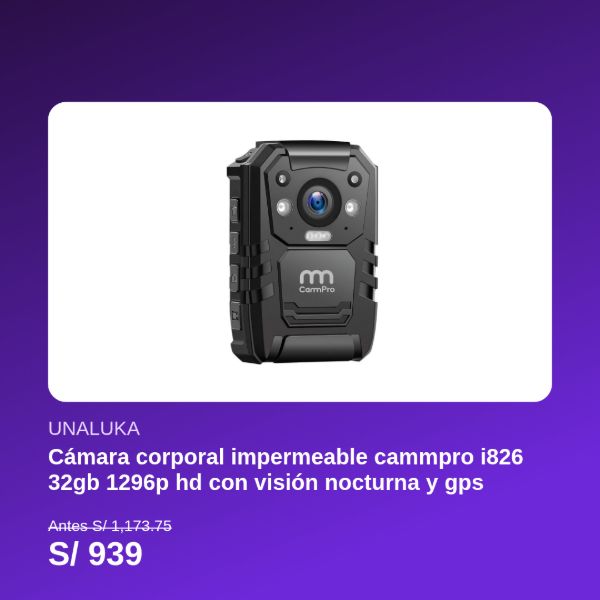 CammPro
UNALUKA
Cámara corporal impermeable cammpro i826
32gb 1296p hd con visión nocturna y gps
Antes S/ 1,173.75
S/ 939